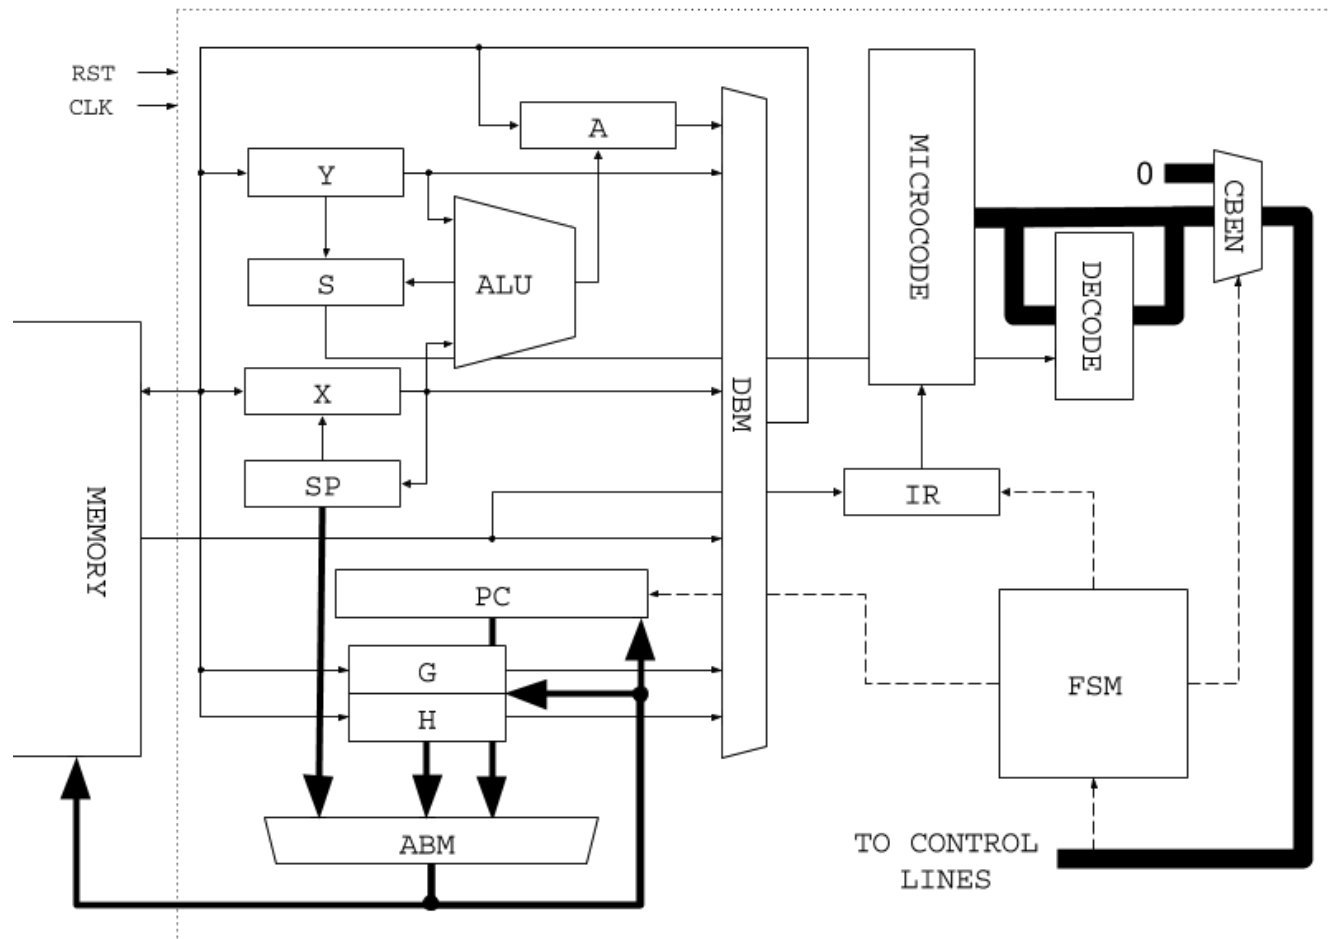 RST
CLK
A
Y
MICROCODE
0
CBEN
S
ALU
DECODE
X
DBM
SP
IR
MEMORY
PC
G
FSM
H
ABM
TO CONTROL
LINES